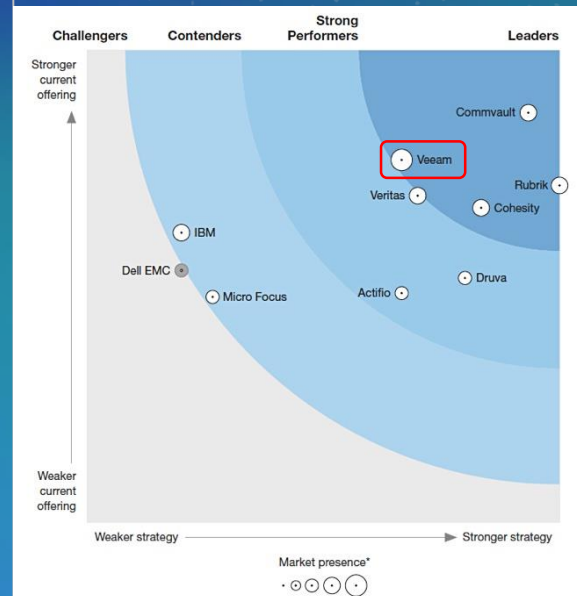 Challengers
Contenders
Strong
Performers
Leaders
Stronger
current
offering
Commvault
Veeam
Rubrik
Veritas
Cohesity
IBM
Dell EMC
Druva
Actifio
Micro Focus
Weaker
current
offering
Weaker strategy
Stronger strategy
Market presence*